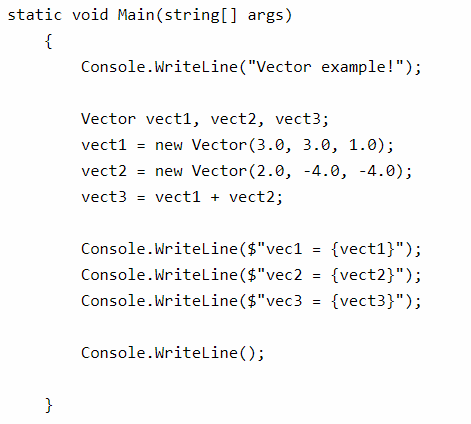 static void Main(string[] args)
{
Console.WriteLine("Vector example!");
Vector vect1, vect2, vect3;
vect1 = new Vector(3.0, 3.0, 1.0);
vect2 = new Vector(2.0, -4.0, -4.0);
vect3 = vect1 + vect2;
Console.WriteLine($"vec1 = {vect1}");
Console.WriteLine($"vec2 = {vect2}");
Console.WriteLine($"vec3 = {vect3}");
Console.WriteLine();
}